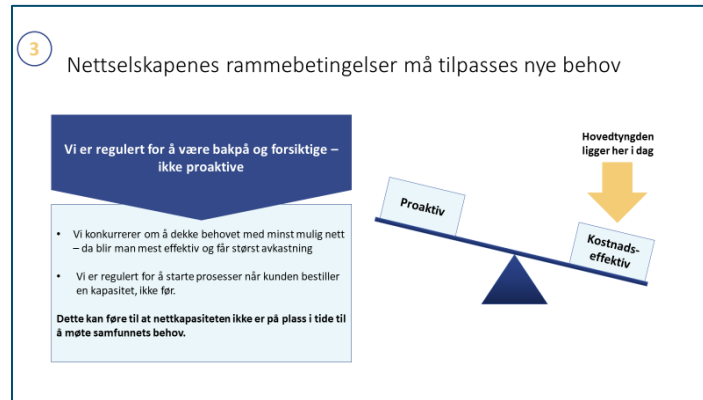 3
Nettselskapenes rammebetingelser må tilpasses nye behov
Vi er regulert for å være bakpå og forsiktige –
ikke proaktive
• Vi konkurrerer om å dekke behovet med minst mulig nett
– da blir man mest effektiv og får størst avkastning
• Vi er regulert for å starte prosesser når kunden bestiller
en kapasitet, ikke før.
Dette kan føre til at nettkapasiteten ikke er på plass i tide til
å møte samfunnets behov.
Hovedtyngden
ligger her i dag
Proaktiv
Kostnads-
effektiv